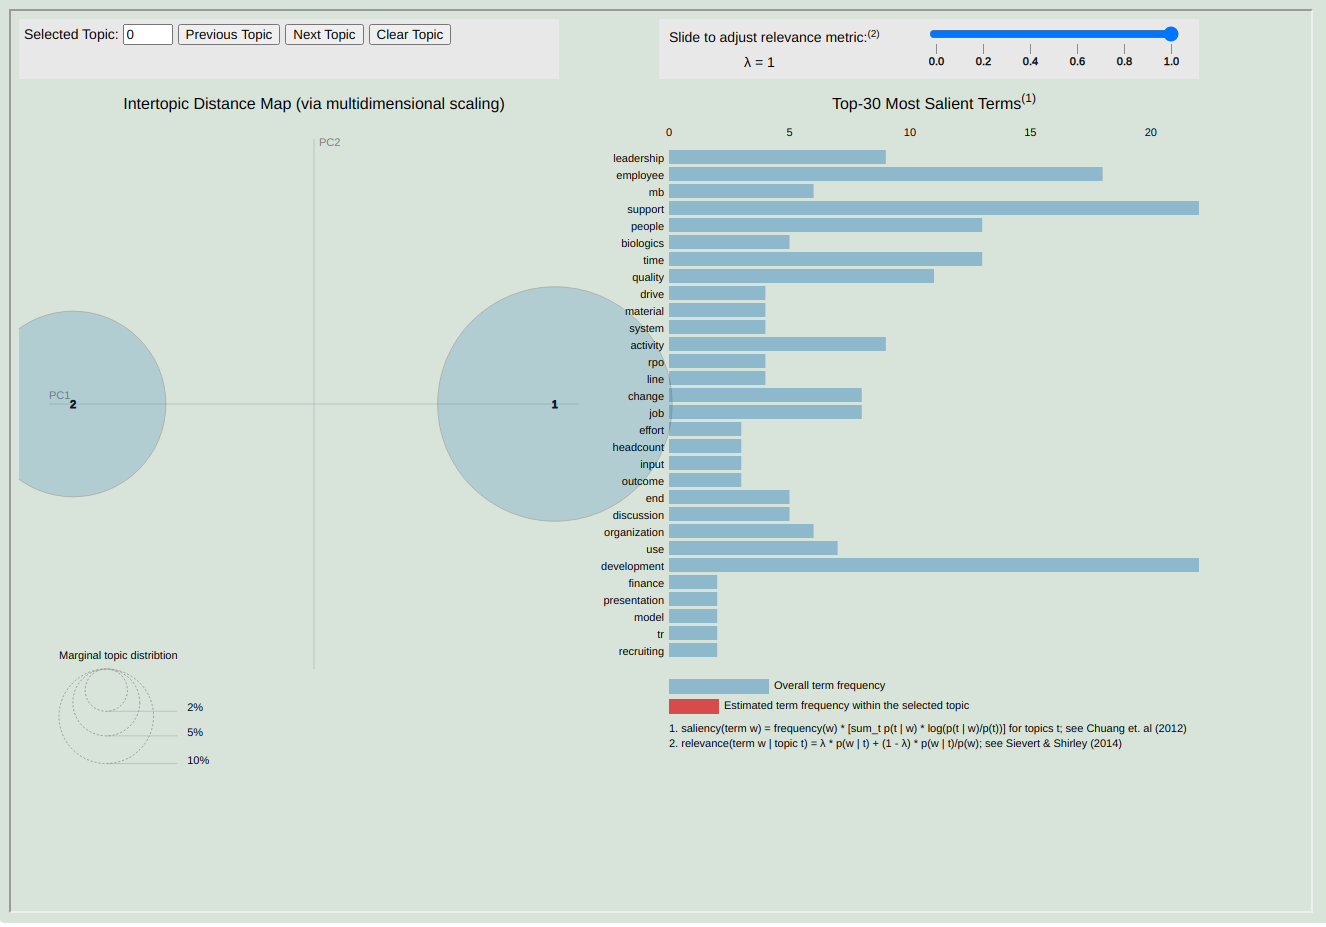 Selected Topic: 0 Previous Topic Next Topic Clear Topic
Slide to adjust relevance metric:(2)
λ = 1
0.0 0.2 0.4 0.6 0.8 1.0
Intertopic Distance Map (via multidimensional scaling)
PC2
PC1
2
1
Marginal topic distribtion
2%
5%
10%
Top-30 Most Salient Terms(1)
0 5 10 15 20
leadership
employee
mb
support
people
biologics
time
quality
drive
material
system
activity
rpo
line
change
job
effort
headcount
input
outcome
end
discussion
organization
use
development
finance
presentation
model
tr
recruiting
Overall term frequency
Estimated term frequency within the selected topic
1. saliency(term w) = frequency(w) * [sum_t p(t | w) * log(p(t | w)/p(t))] for topics t; see Chuang et. al (2012)
2. relevance(term w | topic t) = λ * p(w | t) + (1 - λ) * p(w | t)/p(w); see Sievert & Shirley (2014)